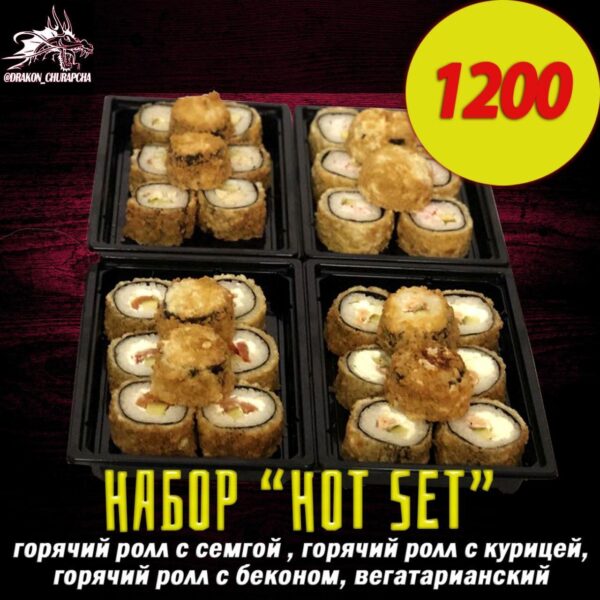 @DRAKON_CHURAPCHA
1200
НАБОР “HOT SET”
горячий ролл с семгой , горячий ролл с курицей,
горячий ролл с беконом, вегатарианский